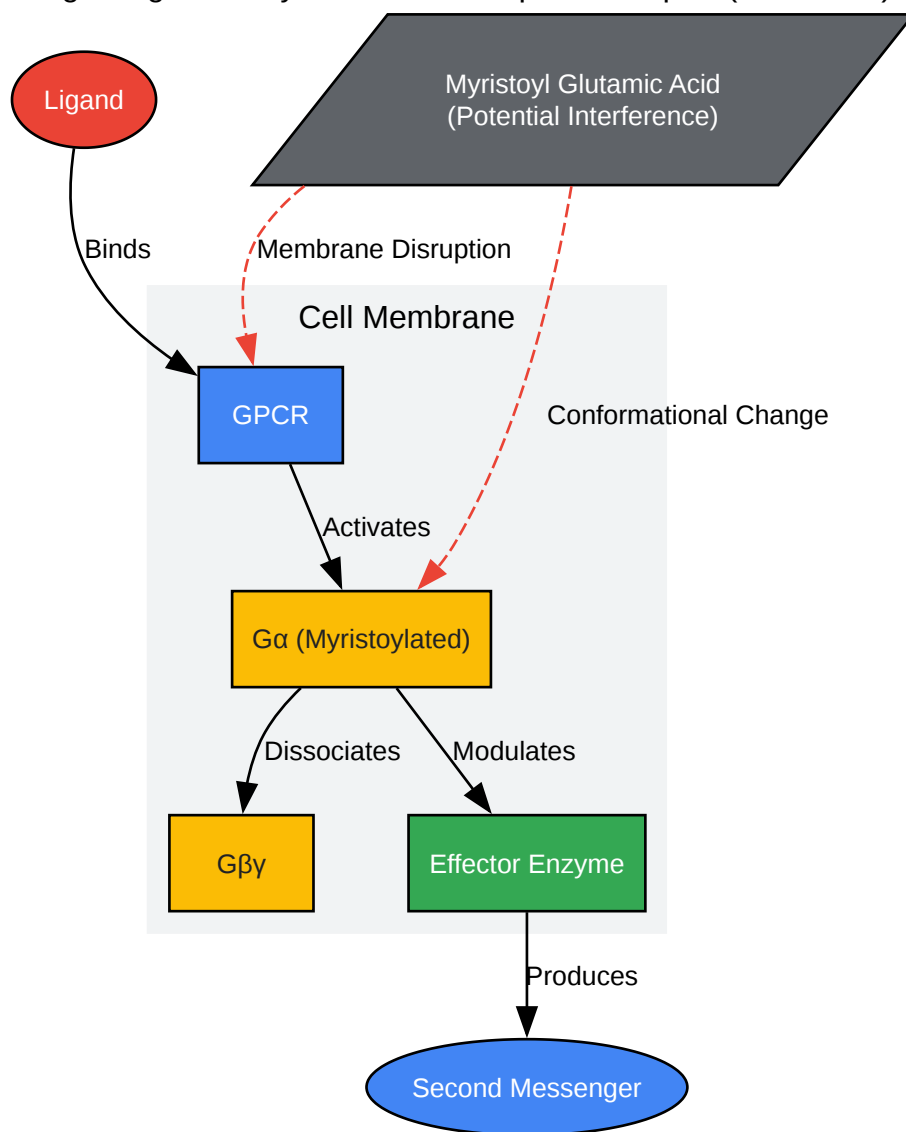 Ligand
Myristoyl Glutamic Acid
(Potential Interference)
Binds
Membrane Disruption
Cell Membrane
GPCR
Conformational Change
Activates
Gα (Myristoylated)
Dissociates
Modulates
Gβγ
Effector Enzyme
Produces
Second Messenger